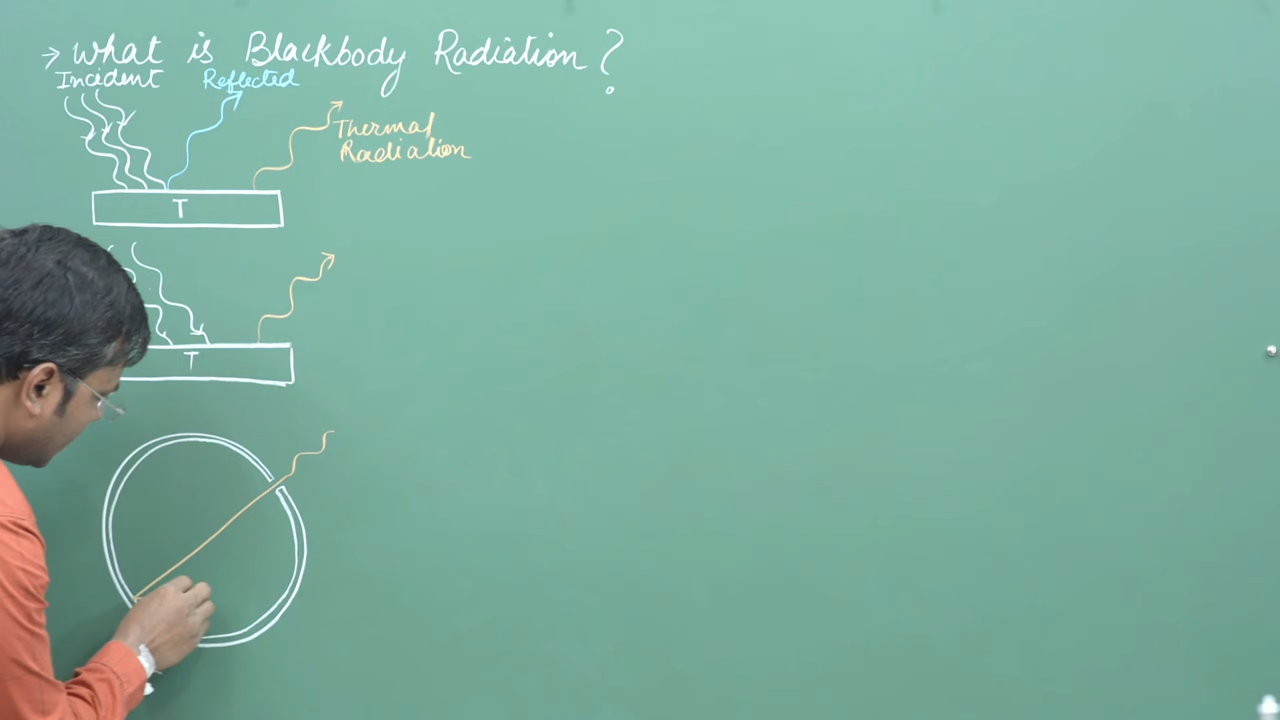 → What is Blackbody Radiation ?
Incident Reflected
Thermal
Radiation
T
T